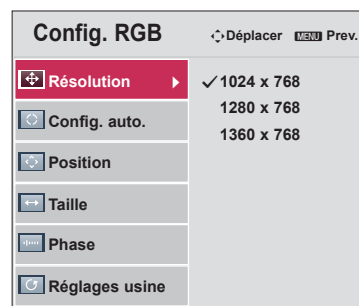 Config. RGB
Déplacer MENU Prev.
Résolution
1024 x 768
1280 x 768
1360 x 768
Config. auto.
Position
Taille
Phase
Réglages usine